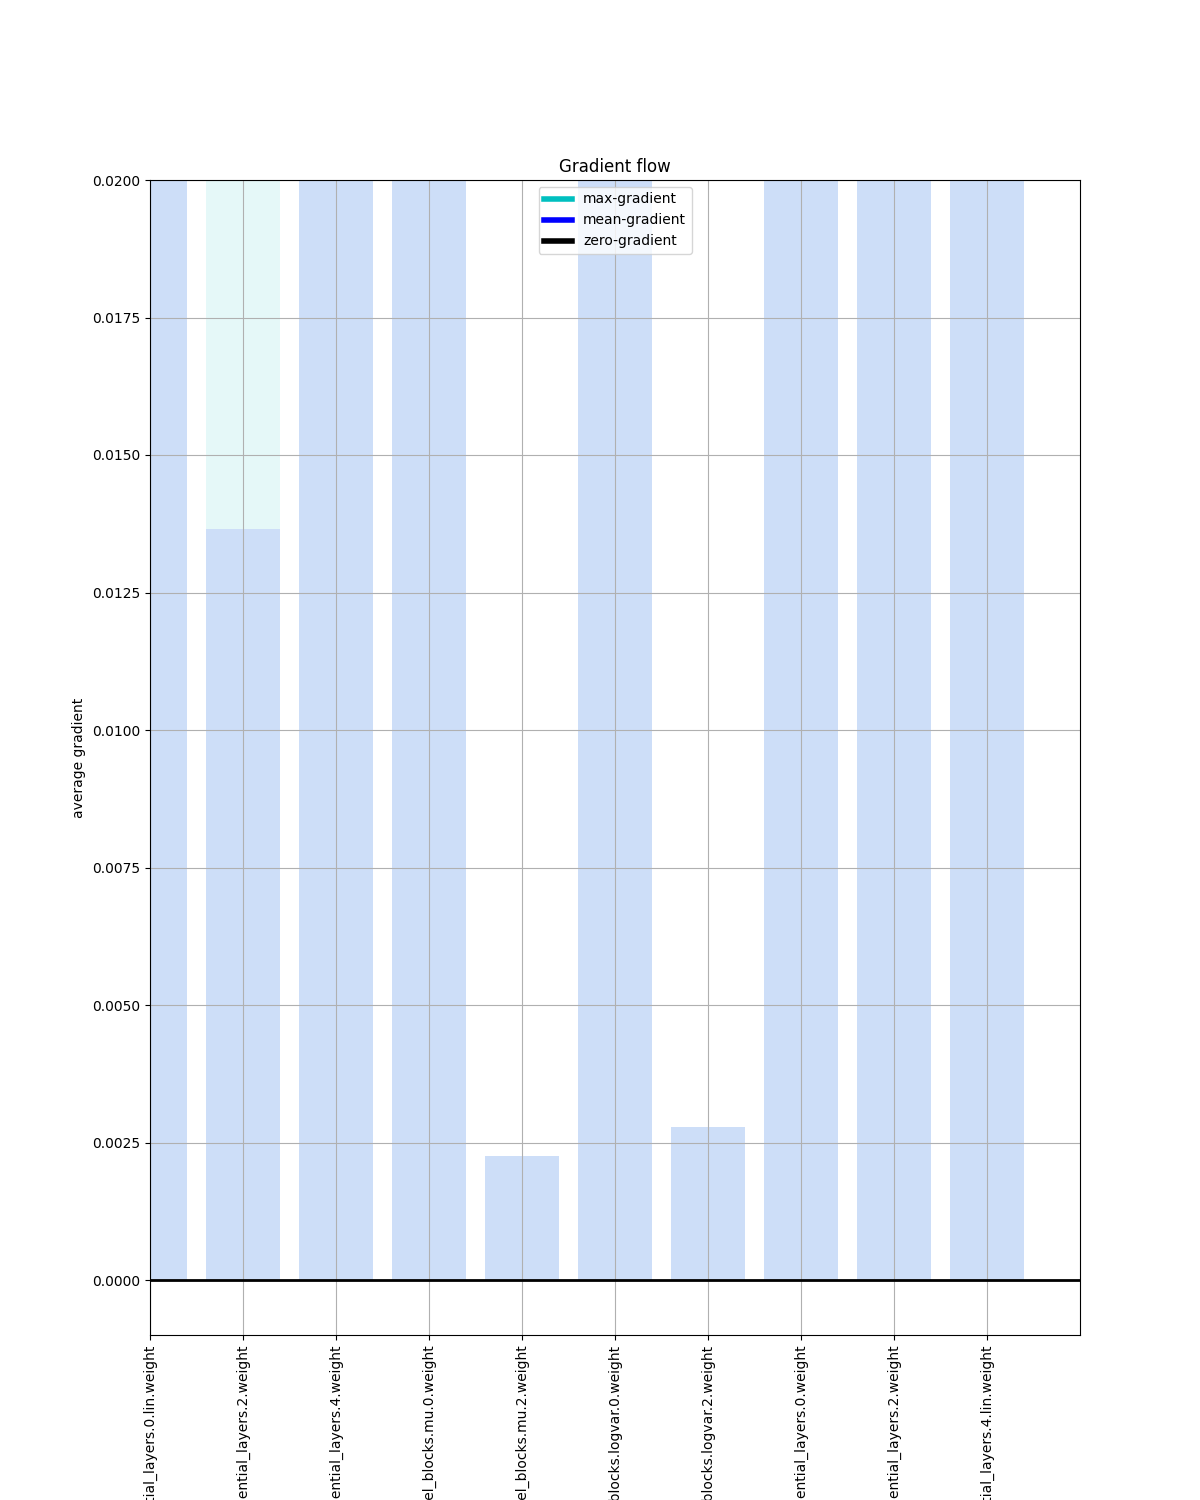 Gradient flow
max-gradient
mean-gradient
zero-gradient
0.0200
0.0175
0.0150
0.0125
0.0100
0.0075
0.0050
0.0025
0.0000
average gradient
tial_layers.0.lin.weight
ential_layers.2.weight
ential_layers.4.weight
el_blocks.mu.0.weight
el_blocks.mu.2.weight
blocks.logvar.0.weight
blocks.logvar.2.weight
ential_layers.0.weight
ential_layers.2.weight
tial_layers.4.lin.weight